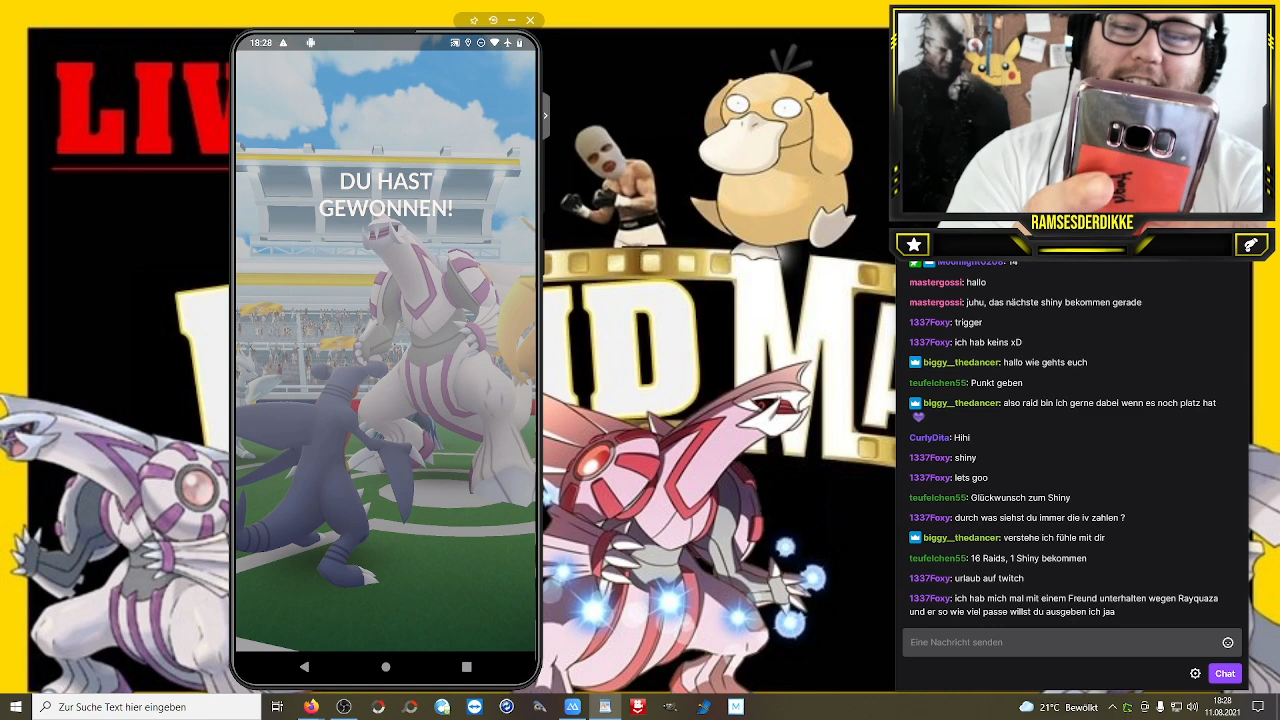 18:28
LIV
DU HAST
GEWONNEN!
RAMSESDERDIKKE
Moonlight0208: 14
mastergossi: hallo
mastergossi: juhu, das nächste shiny bekommen gerade
1337Foxy: trigger
1337Foxy: ich hab keins xD
biggy__thedancer: hallo wie gehts euch
teufelchen55: Punkt geben
biggy__thedancer: also raid bin ich gerne dabei wenn es noch platz hat
CurlyDita: Hihi
1337Foxy: shiny
1337Foxy: lets goo
teufelchen55: Glückwunsch zum Shiny
1337Foxy: durch was siehst du immer die iv zahlen ?
biggy__thedancer: verstehe ich fühle mit dir
teufelchen55: 16 Raids, 1 Shiny bekommen
1337Foxy: urlaub auf twitch
1337Foxy: ich hab mich mal mit einem Freund unterhalten wegen Rayquaza
und er so wie viel passe willst du ausgeben ich jaa
Eine Nachricht senden
Chat
Zur Suche Text hier eingeben
21°C
18:28
11.08.2021